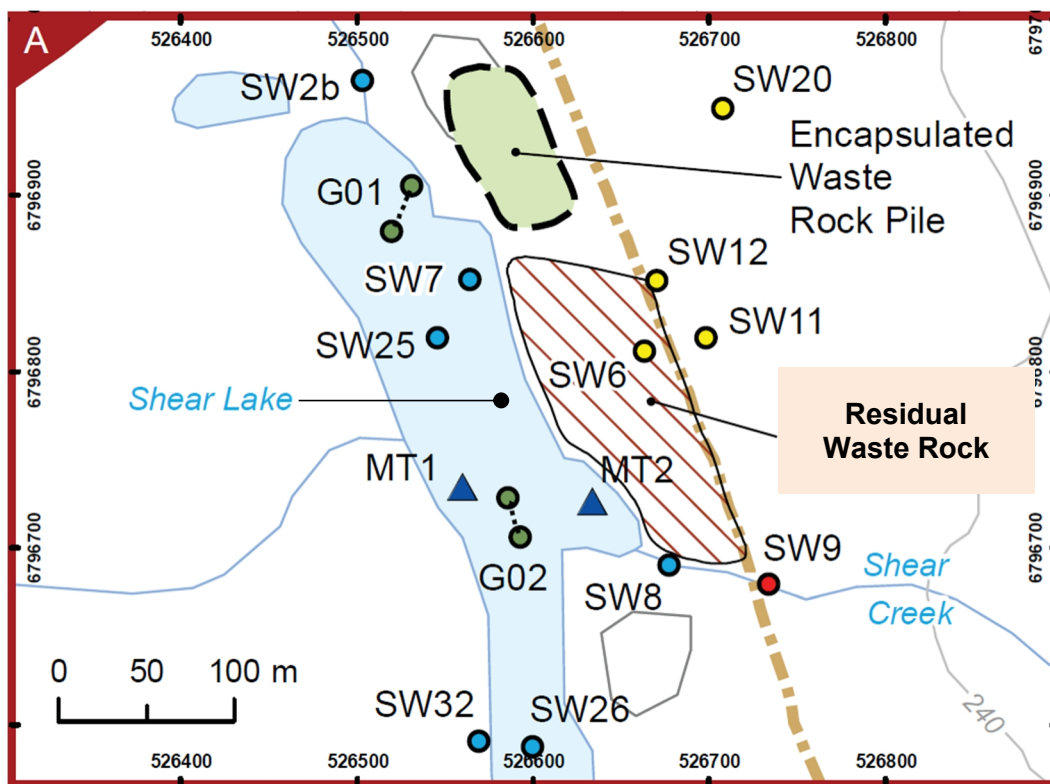 A
526400
526500
526600
526700
526800
67970
SW2b
SW20
Encapsulated
Waste
Rock Pile
6796900
6796900
G01
SW7
SW12
SW25
SW11
6796800
6796800
SW6
Shear Lake
Residual
Waste Rock
MT1
MT2
6796700
6796700
G02
SW9
SW8
Shear
Creek
0 50 100 m
SW32
SW26
240
526400
526500
526600
526700
526800